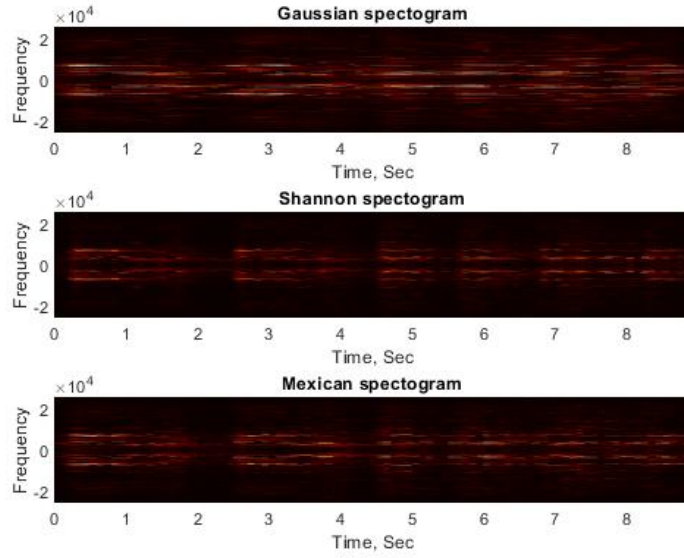 ×10⁴
Gaussian spectogram
Frequency
2
0
-2
0 1 2 3 4 5 6 7 8
Time, Sec
×10⁴
Shannon spectogram
Frequency
2
0
-2
0 1 2 3 4 5 6 7 8
Time, Sec
×10⁴
Mexican spectogram
Frequency
2
0
-2
0 1 2 3 4 5 6 7 8
Time, Sec